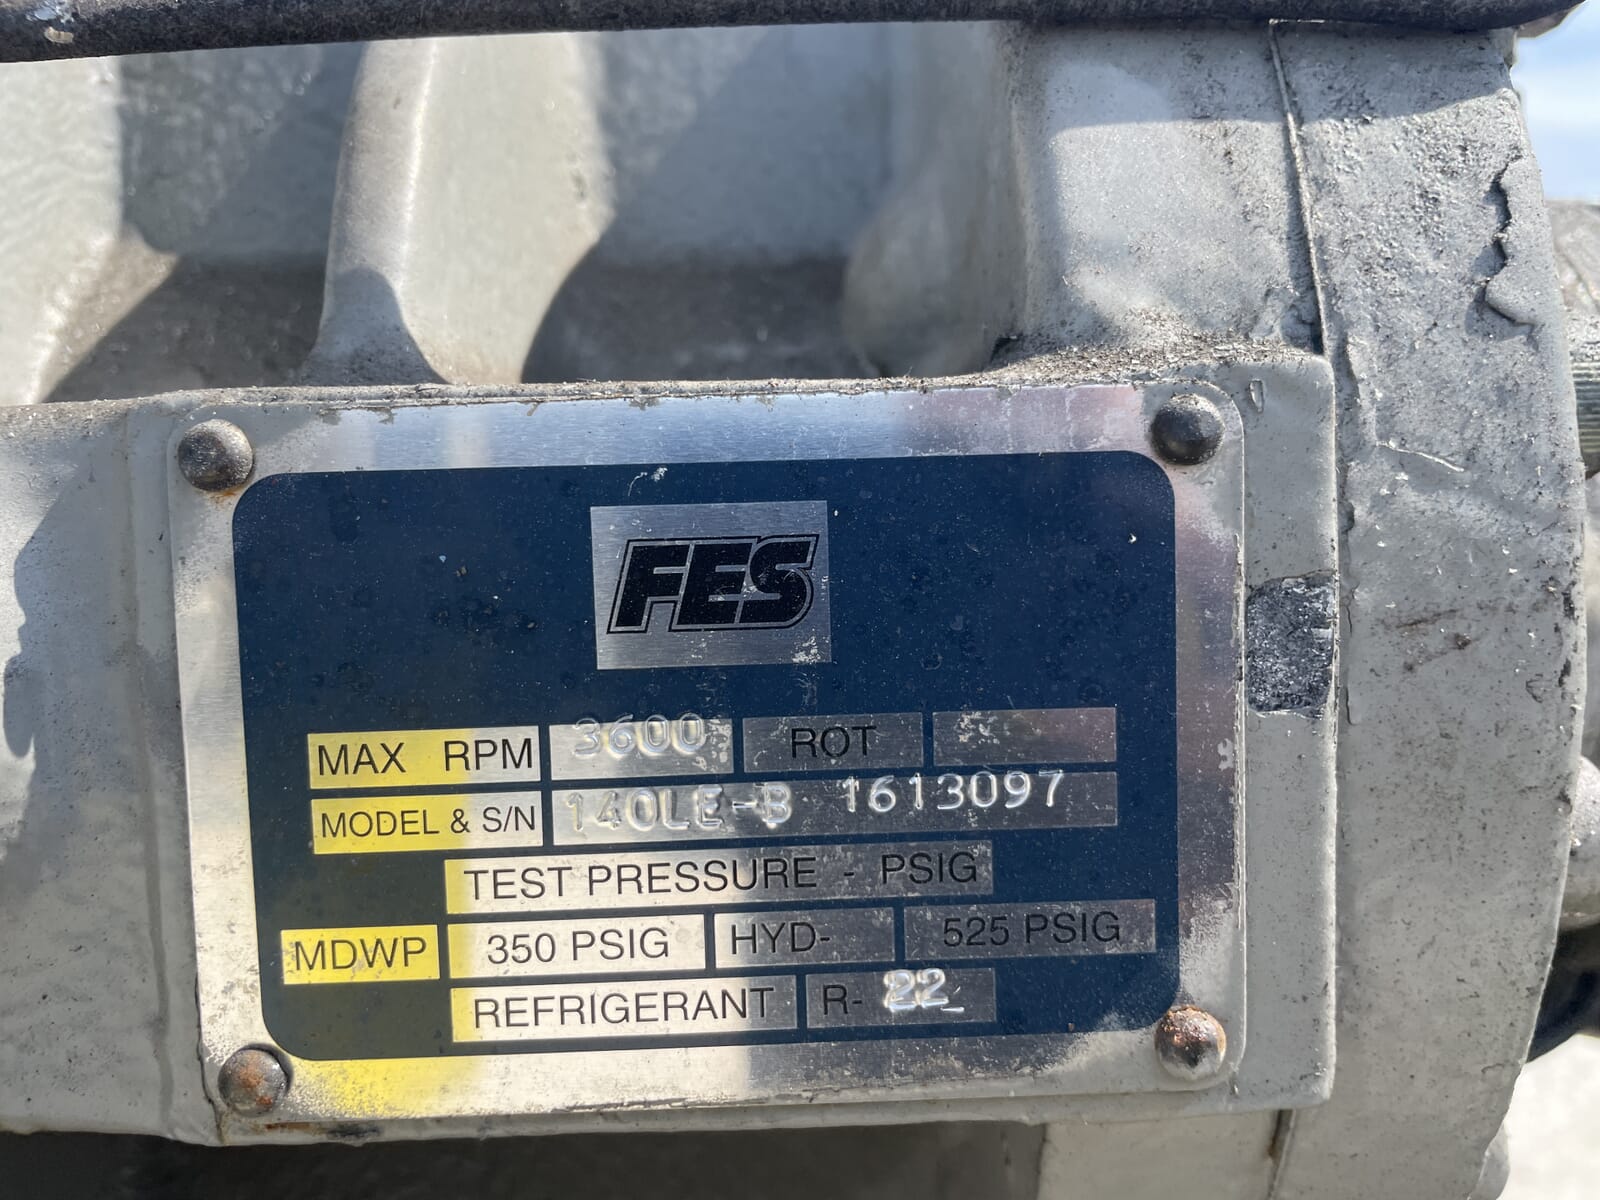 FES
MAX RPM 3600 ROT
MODEL & S/N 140LE-B 1613097
TEST PRESSURE - PSIG
MDWP 350 PSIG HYD- 525 PSIG
REFRIGERANT R-22